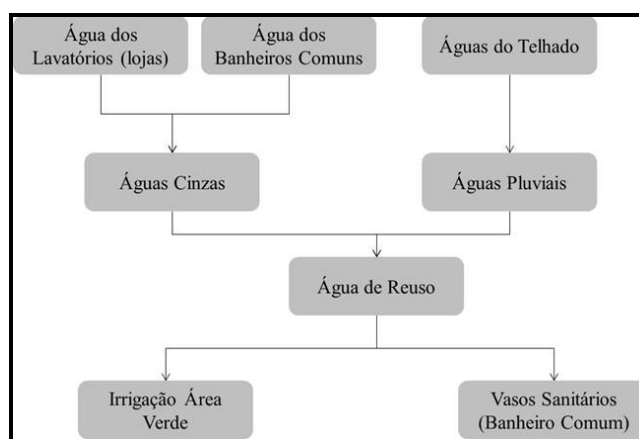 Água dos
Lavatórios (lojas)
Água dos
Banheiros Comuns
Águas do Telhado
Águas Cinzas
Águas Pluviais
Água de Reuso
Irrigação Área
Verde
Vasos Sanitários
(Banheiro Comum)